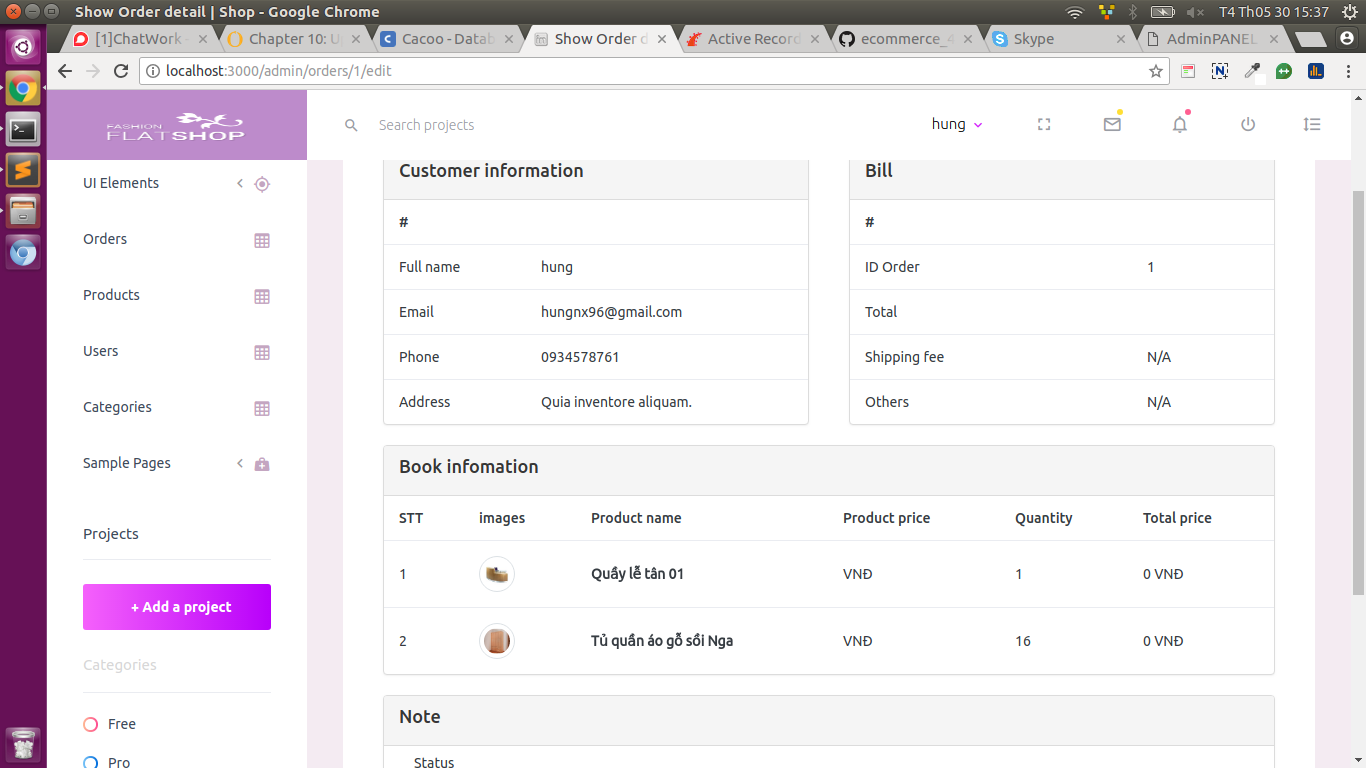 Show Order detail | Shop - Google Chrome
T4 Th05 30 15:37
[1]ChatWork
Chapter 10: U
Cacoo - Datab
Show Order d
Active Record
ecommerce_4
Skype
AdminPANEL
localhost:3000/admin/orders/1/edit
FASHION
FLATSHOP
Search projects
hung
UI Elements
Orders
Products
Users
Categories
Sample Pages
Projects
+ Add a project
Categories
Free
Pro
Customer information
#
Full name hung
Email hungnx96@gmail.com
Phone 0934578761
Address Quia inventore aliquam.
Bill
#
ID Order 1
Total
Shipping fee N/A
Others N/A
Book infomation
STT images Product name Product price Quantity Total price
1 Quầy lễ tân 01 VNĐ 1 0 VNĐ
2 Tủ quần áo gỗ sồi Nga VNĐ 16 0 VNĐ
Note
Status